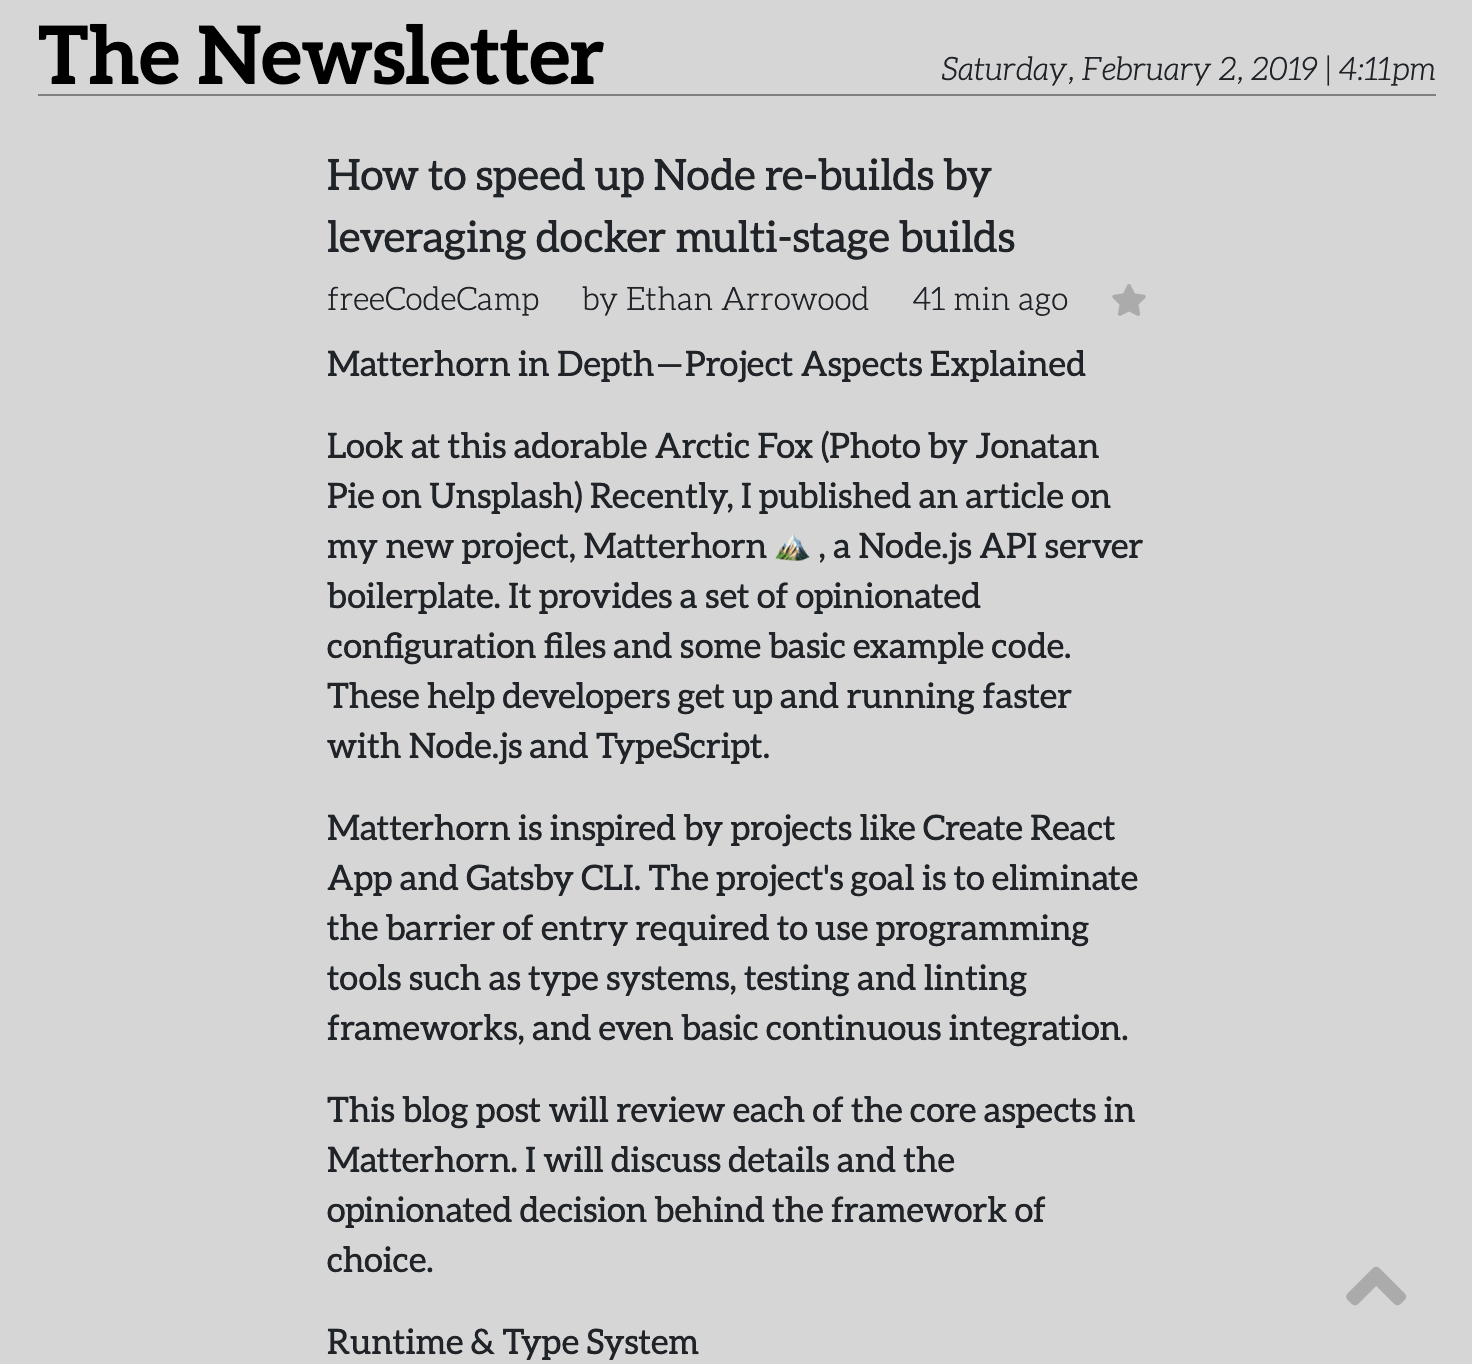 The Newsletter
Saturday, February 2, 2019 | 4:11pm
How to speed up Node re-builds by
leveraging docker multi-stage builds
freeCodeCamp by Ethan Arrowood 41 min ago
Matterhorn in Depth—Project Aspects Explained
Look at this adorable Arctic Fox (Photo by Jonatan
Pie on Unsplash) Recently, I published an article on
my new project, Matterhorn 🏔️ , a Node.js API server
boilerplate. It provides a set of opinionated
configuration files and some basic example code.
These help developers get up and running faster
with Node.js and TypeScript.
Matterhorn is inspired by projects like Create React
App and Gatsby CLI. The project's goal is to eliminate
the barrier of entry required to use programming
tools such as type systems, testing and linting
frameworks, and even basic continuous integration.
This blog post will review each of the core aspects in
Matterhorn. I will discuss details and the
opinionated decision behind the framework of
choice.
Runtime & Type System